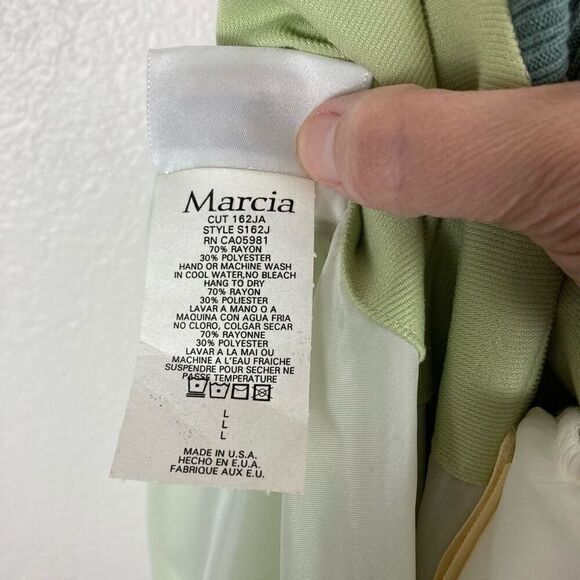 Marcia
CUT 162JA
STYLE S162J
RN CA05981
70% RAYON
30% POLYESTER
HAND OR MACHINE WASH
IN COOL WATER,NO BLEACH
HANG TO DRY
70% RAYON
30% POLIESTER
LAVAR A MANO O A
MAQUINA CON AGUA FRIA
NO CLORO, COLGAR SECAR
70% RAYONNE
30% POLYESTER
LAVAR A LA MAI OU
MACHINE A L'EAU FRAICHE
SUSPENDRE POUR SECHER NE
PASSE TEMPERATURE
L
L
L
MADE IN U.S.A.
HECHO EN E.U.A.
FABRIQUE AUX E.U